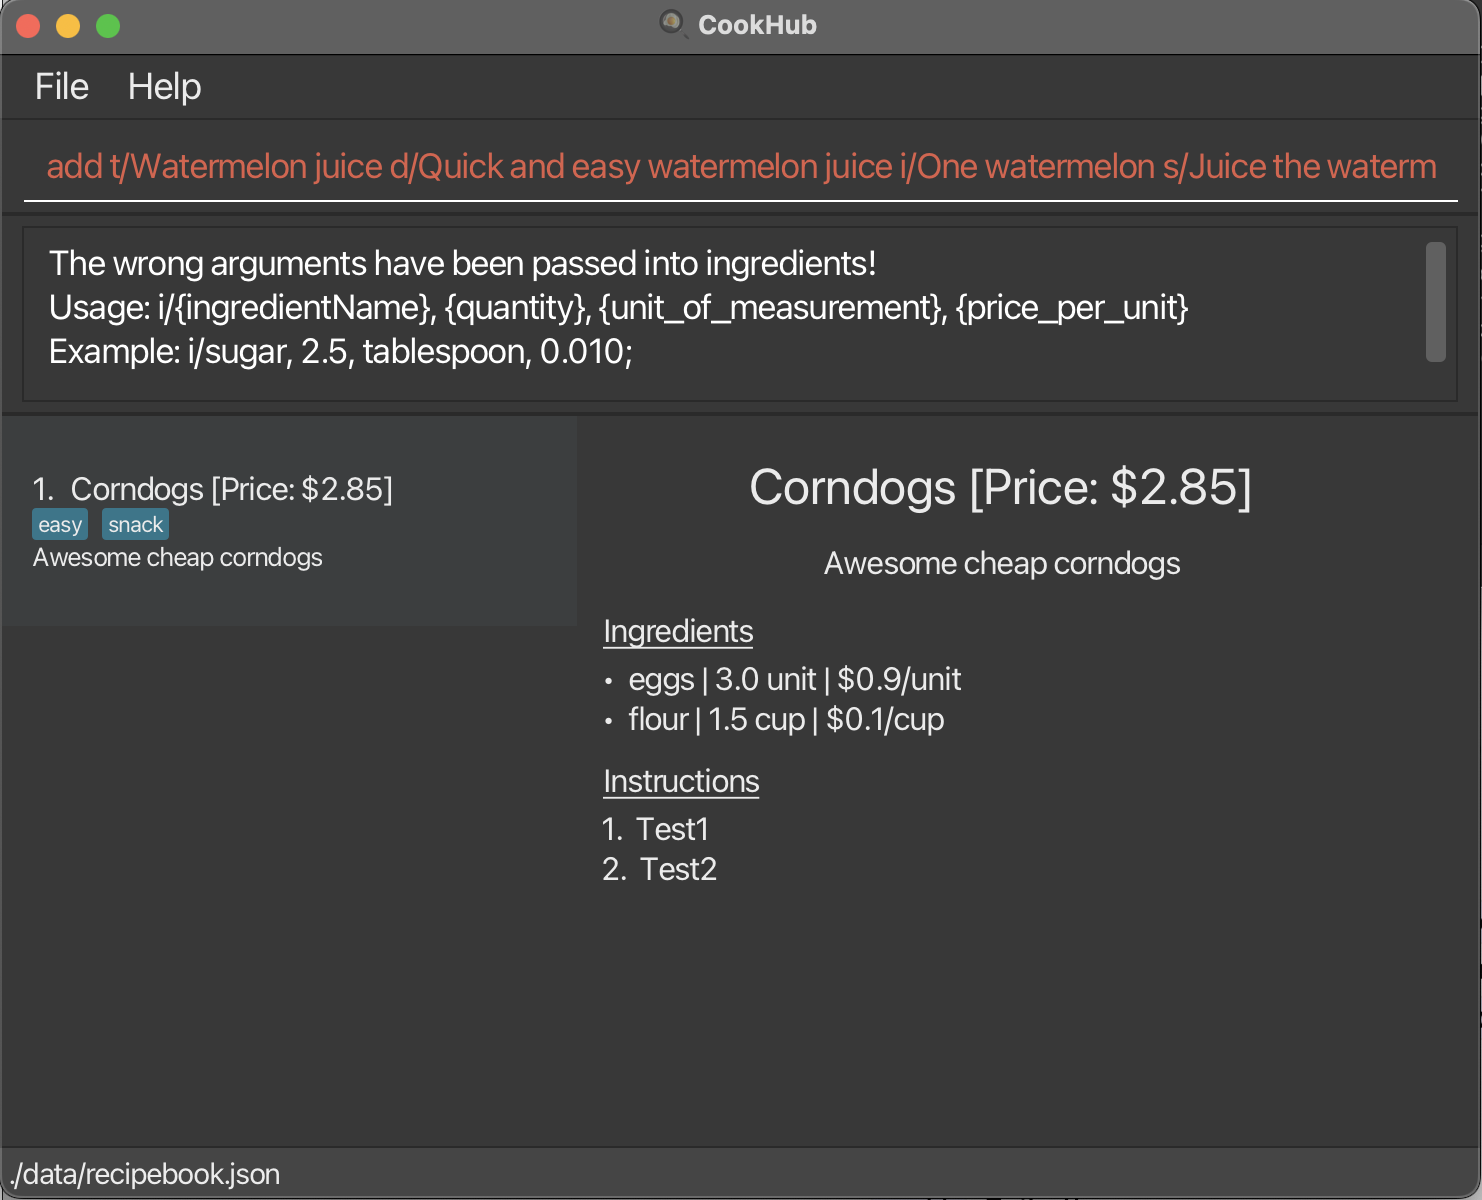 CookHub
File Help
add t/Watermelon juice d/Quick and easy watermelon juice i/One watermelon s/Juice the waterm
The wrong arguments have been passed into ingredients!
Usage: i/{ingredientName}, {quantity}, {unit_of_measurement}, {price_per_unit}
Example: i/sugar, 2.5, tablespoon, 0.010;
1. Corndogs [Price: $2.85]
easy snack
Awesome cheap corndogs
Corndogs [Price: $2.85]
Awesome cheap corndogs
Ingredients
• eggs | 3.0 unit | $0.9/unit
• flour | 1.5 cup | $0.1/cup
Instructions
1. Test1
2. Test2
./data/recipebook.json